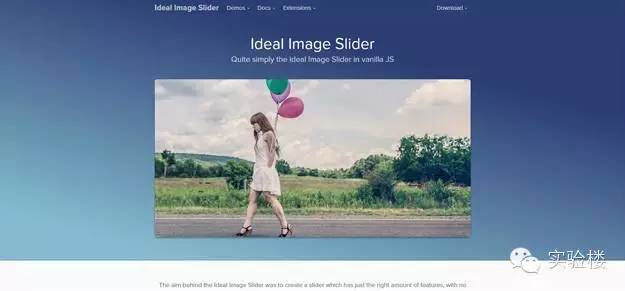 Ideal Image Slider Demos Docs Extensions Download
Ideal Image Slider
Quite simply the Ideal Image Slider in vanilla JS
实验楼
The aim behind the Ideal Image Slider was to create a slider which has just the right amount of features, with no